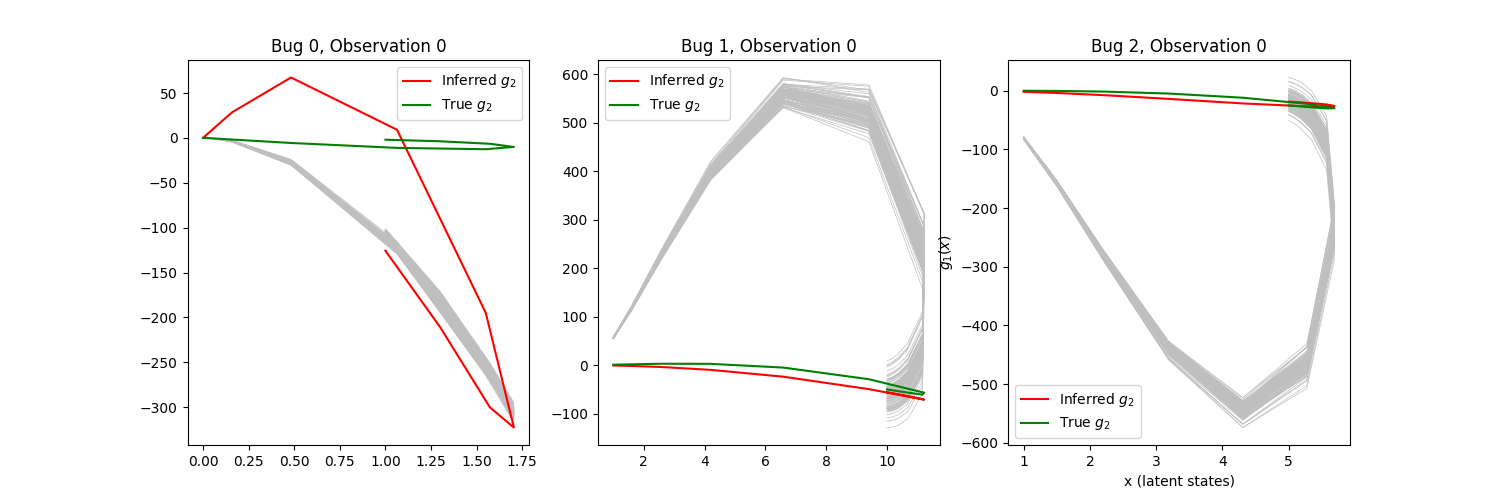 Bug 0, Observation 0
Inferred g₂
True g₂
50
0
−50
−100
−150
−200
−250
−300
0.00 0.25 0.50 0.75 1.00 1.25 1.50 1.75
Bug 1, Observation 0
Inferred g₂
True g₂
600
500
400
300
200
100
0
−100
2 4 6 8 10
Bug 2, Observation 0
g₁(x)
0
−100
−200
−300
−400
−500
−600
Inferred g₂
True g₂
1 2 3 4 5
x (latent states)